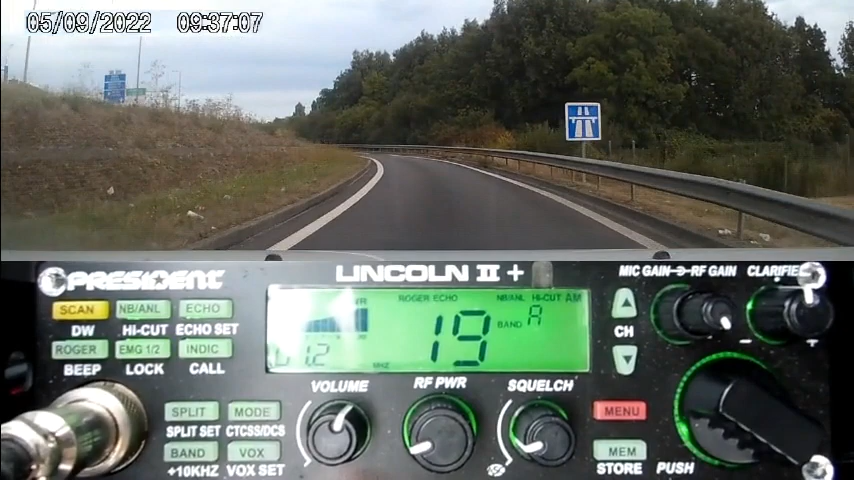 05/09/2022 09:37:07
PRESIDENT
LINCOLN II +
MIC GAIN RF GAIN CLARIFIER
SCAN NB/ANL ECHO
DW HI-CUT ECHO SET
ROGER EMG 1/2 INDIC
BEEP LOCK CALL
ROGER ECHO NB/ANL HI-CUT AM
19 BAND A
MHZ
CH
VOLUME RF PWR SQUELCH
SPLIT MODE
SPLIT SET CTCSS/DCS
BAND VOX
+10KHZ VOX SET
MENU
MEM
STORE PUSH
- +